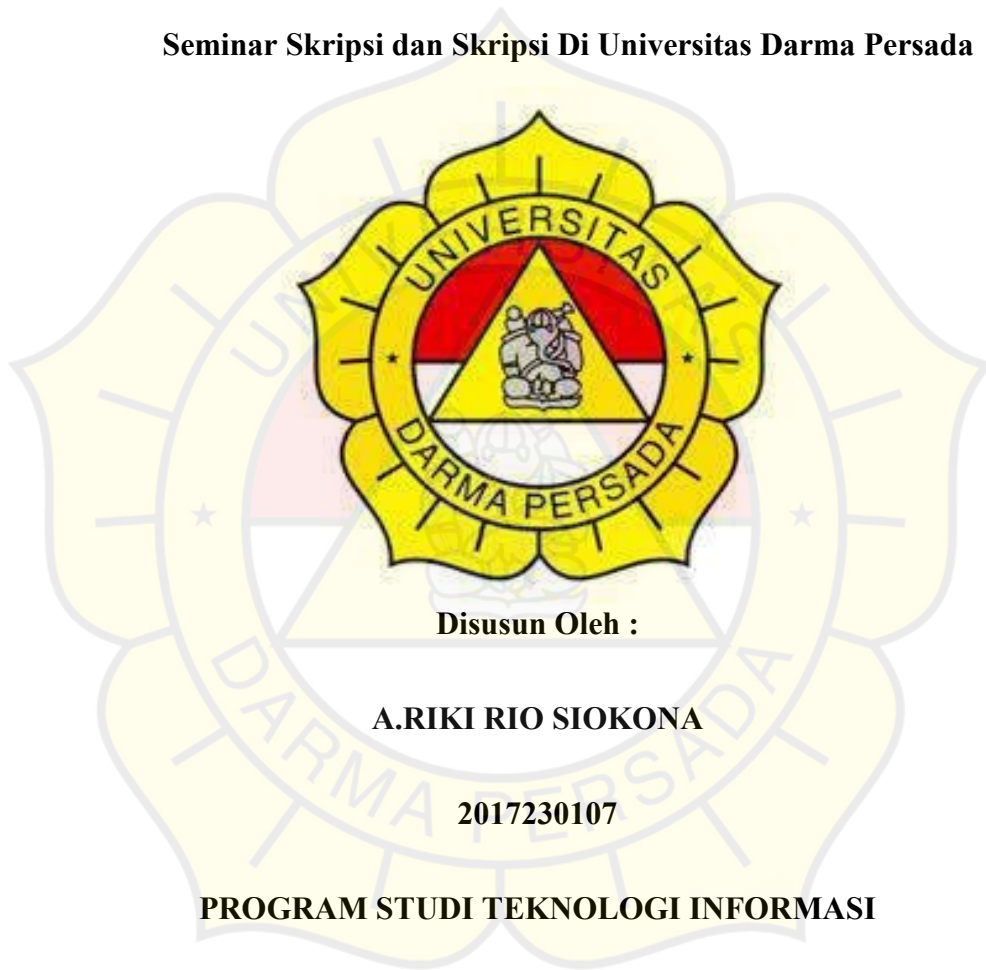 Seminar Skripsi dan Skripsi Di Universitas Darma Persada
UNIVERSITAS
DARMA PERSADA
Disusun Oleh :
A.RIKI RIO SIOKONA
2017230107
PROGRAM STUDI TEKNOLOGI INFORMASI